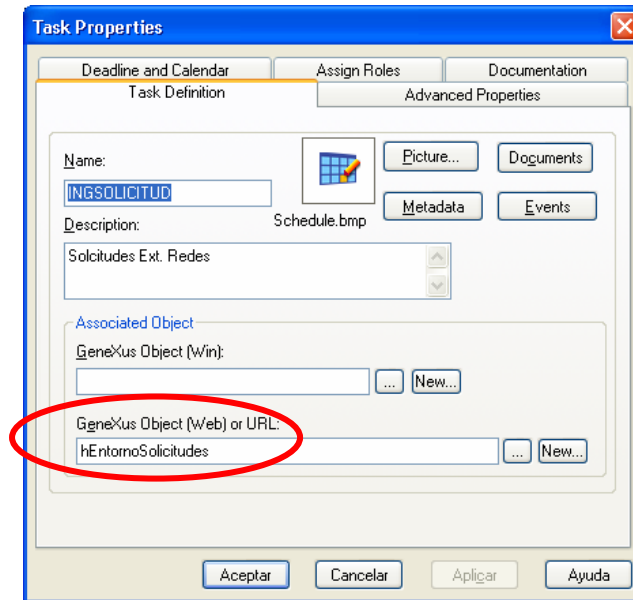 Task Properties
Deadline and Calendar Assign Roles Documentation
Task Definition Advanced Properties
Name: Picture... Documents
INGSOLICITUD Metadata Events
Description: Schedule.bmp
Solcitudes Ext. Redes
Associated Object
GeneXus Object (Win):
... New...
GeneXus Object (Web) or URL:
hEntornoSolicitudes ... New...
Aceptar Cancelar Aplicar Ayuda